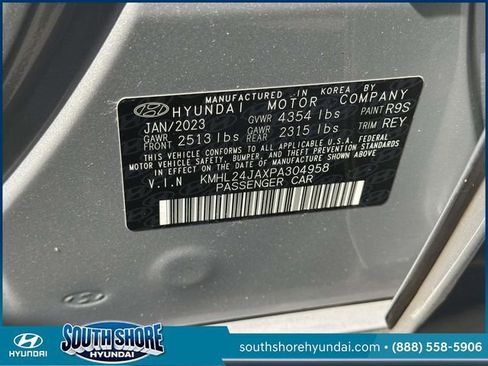 MANUFACTURED IN KOREA BY
HYUNDAI MOTOR COMPANY
JAN/2023 GVWR 4354 lbs PAINT R9S
GAWR FRONT 2513 lbs GAWR REAR 2315 lbs TRIM REY
THIS VEHICLE CONFORMS TO ALL APPLICABLE U.S.A. FEDERAL
MOTOR VEHICLE SAFETY, BUMPER, AND THEFT PREVENTION
STANDARDS IN EFFECT ON THE DATE OF MANUFACTURE
SHOWN ABOVE.
V.I.N KMHL24JAXPA304958
PASSENGER CAR
HYUNDAI
SOUTH SHORE
HYUNDAI
southshorehyundai.com • (888) 558-5906